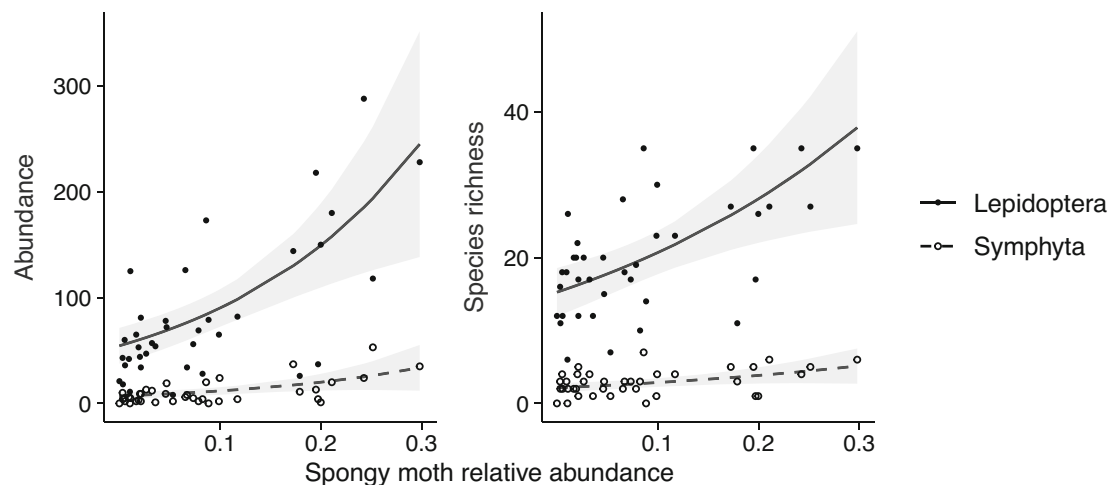 Abundance
300
200
100
0
0.1 0.2 0.3
Species richness
40
20
0
0.1 0.2 0.3
Spongy moth relative abundance
Lepidoptera
Symphyta